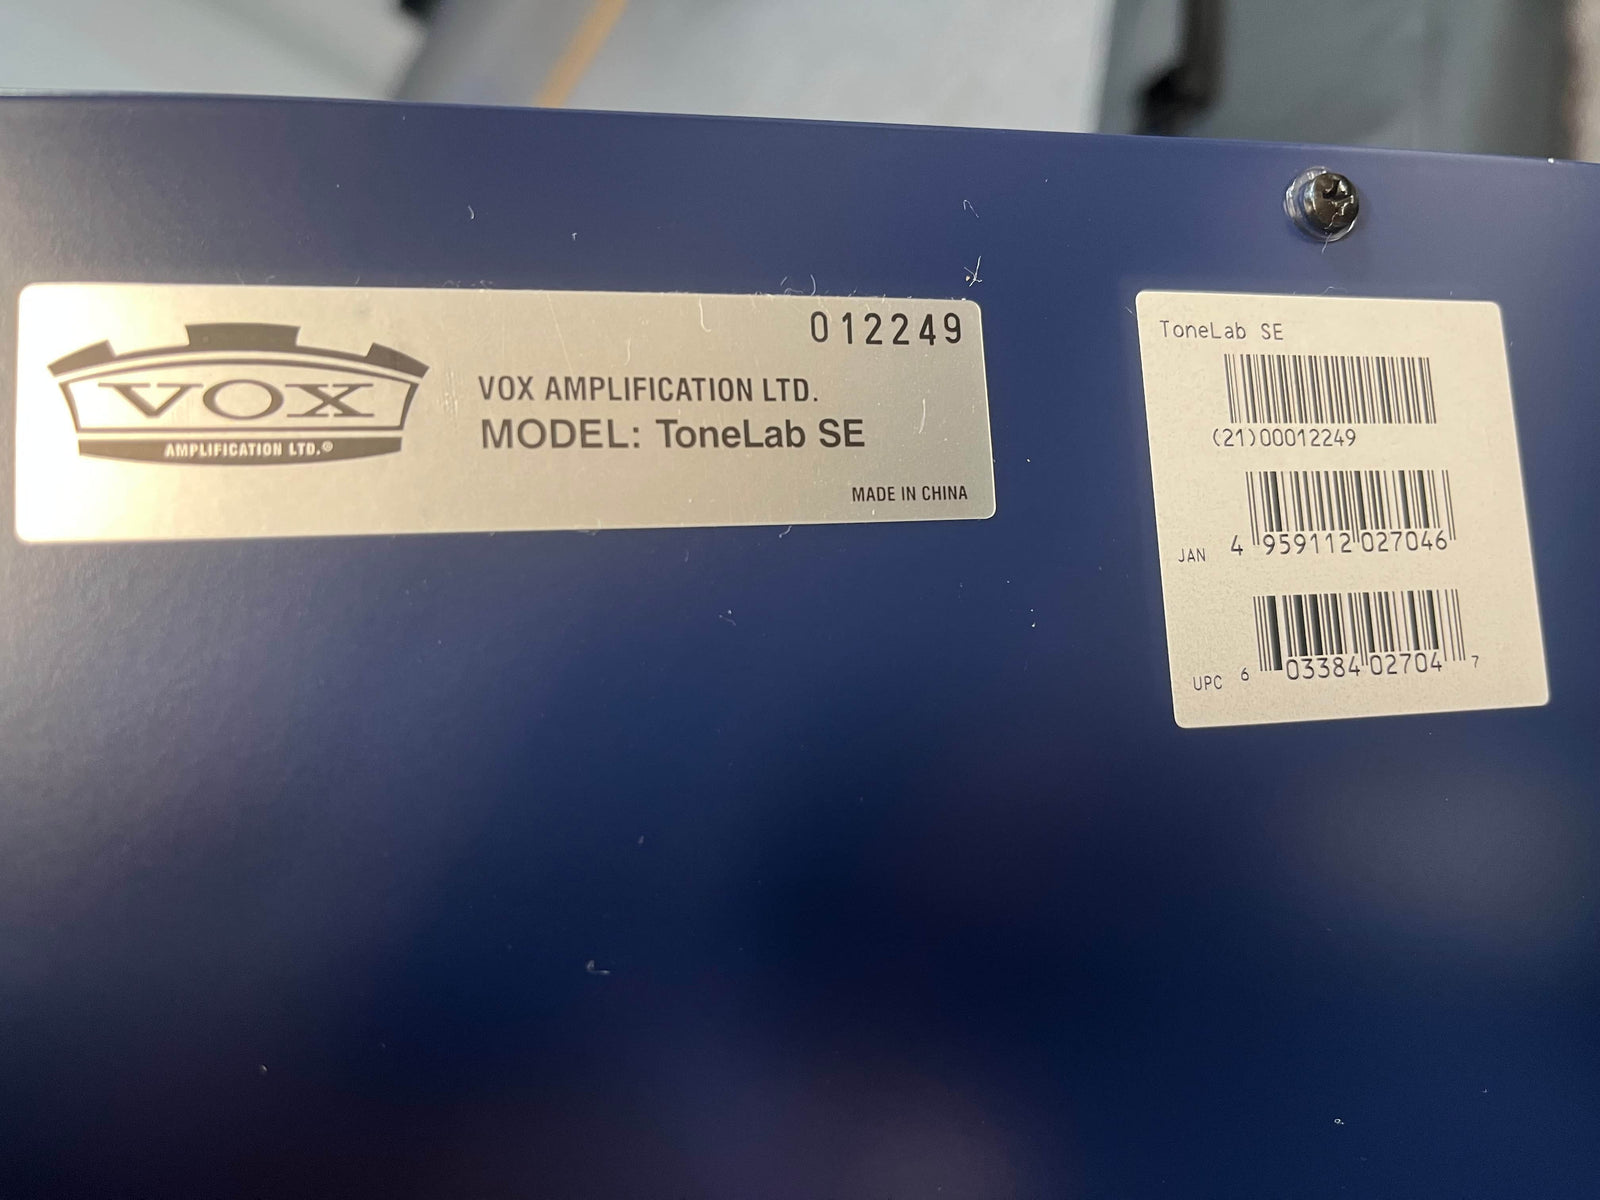 012249
VOX
AMPLIFICATION LTD.®
VOX AMPLIFICATION LTD.
MODEL: ToneLab SE
MADE IN CHINA
ToneLab SE
(21)00012249
JAN 4 959112 027046
UPC 6 03384 02704 7